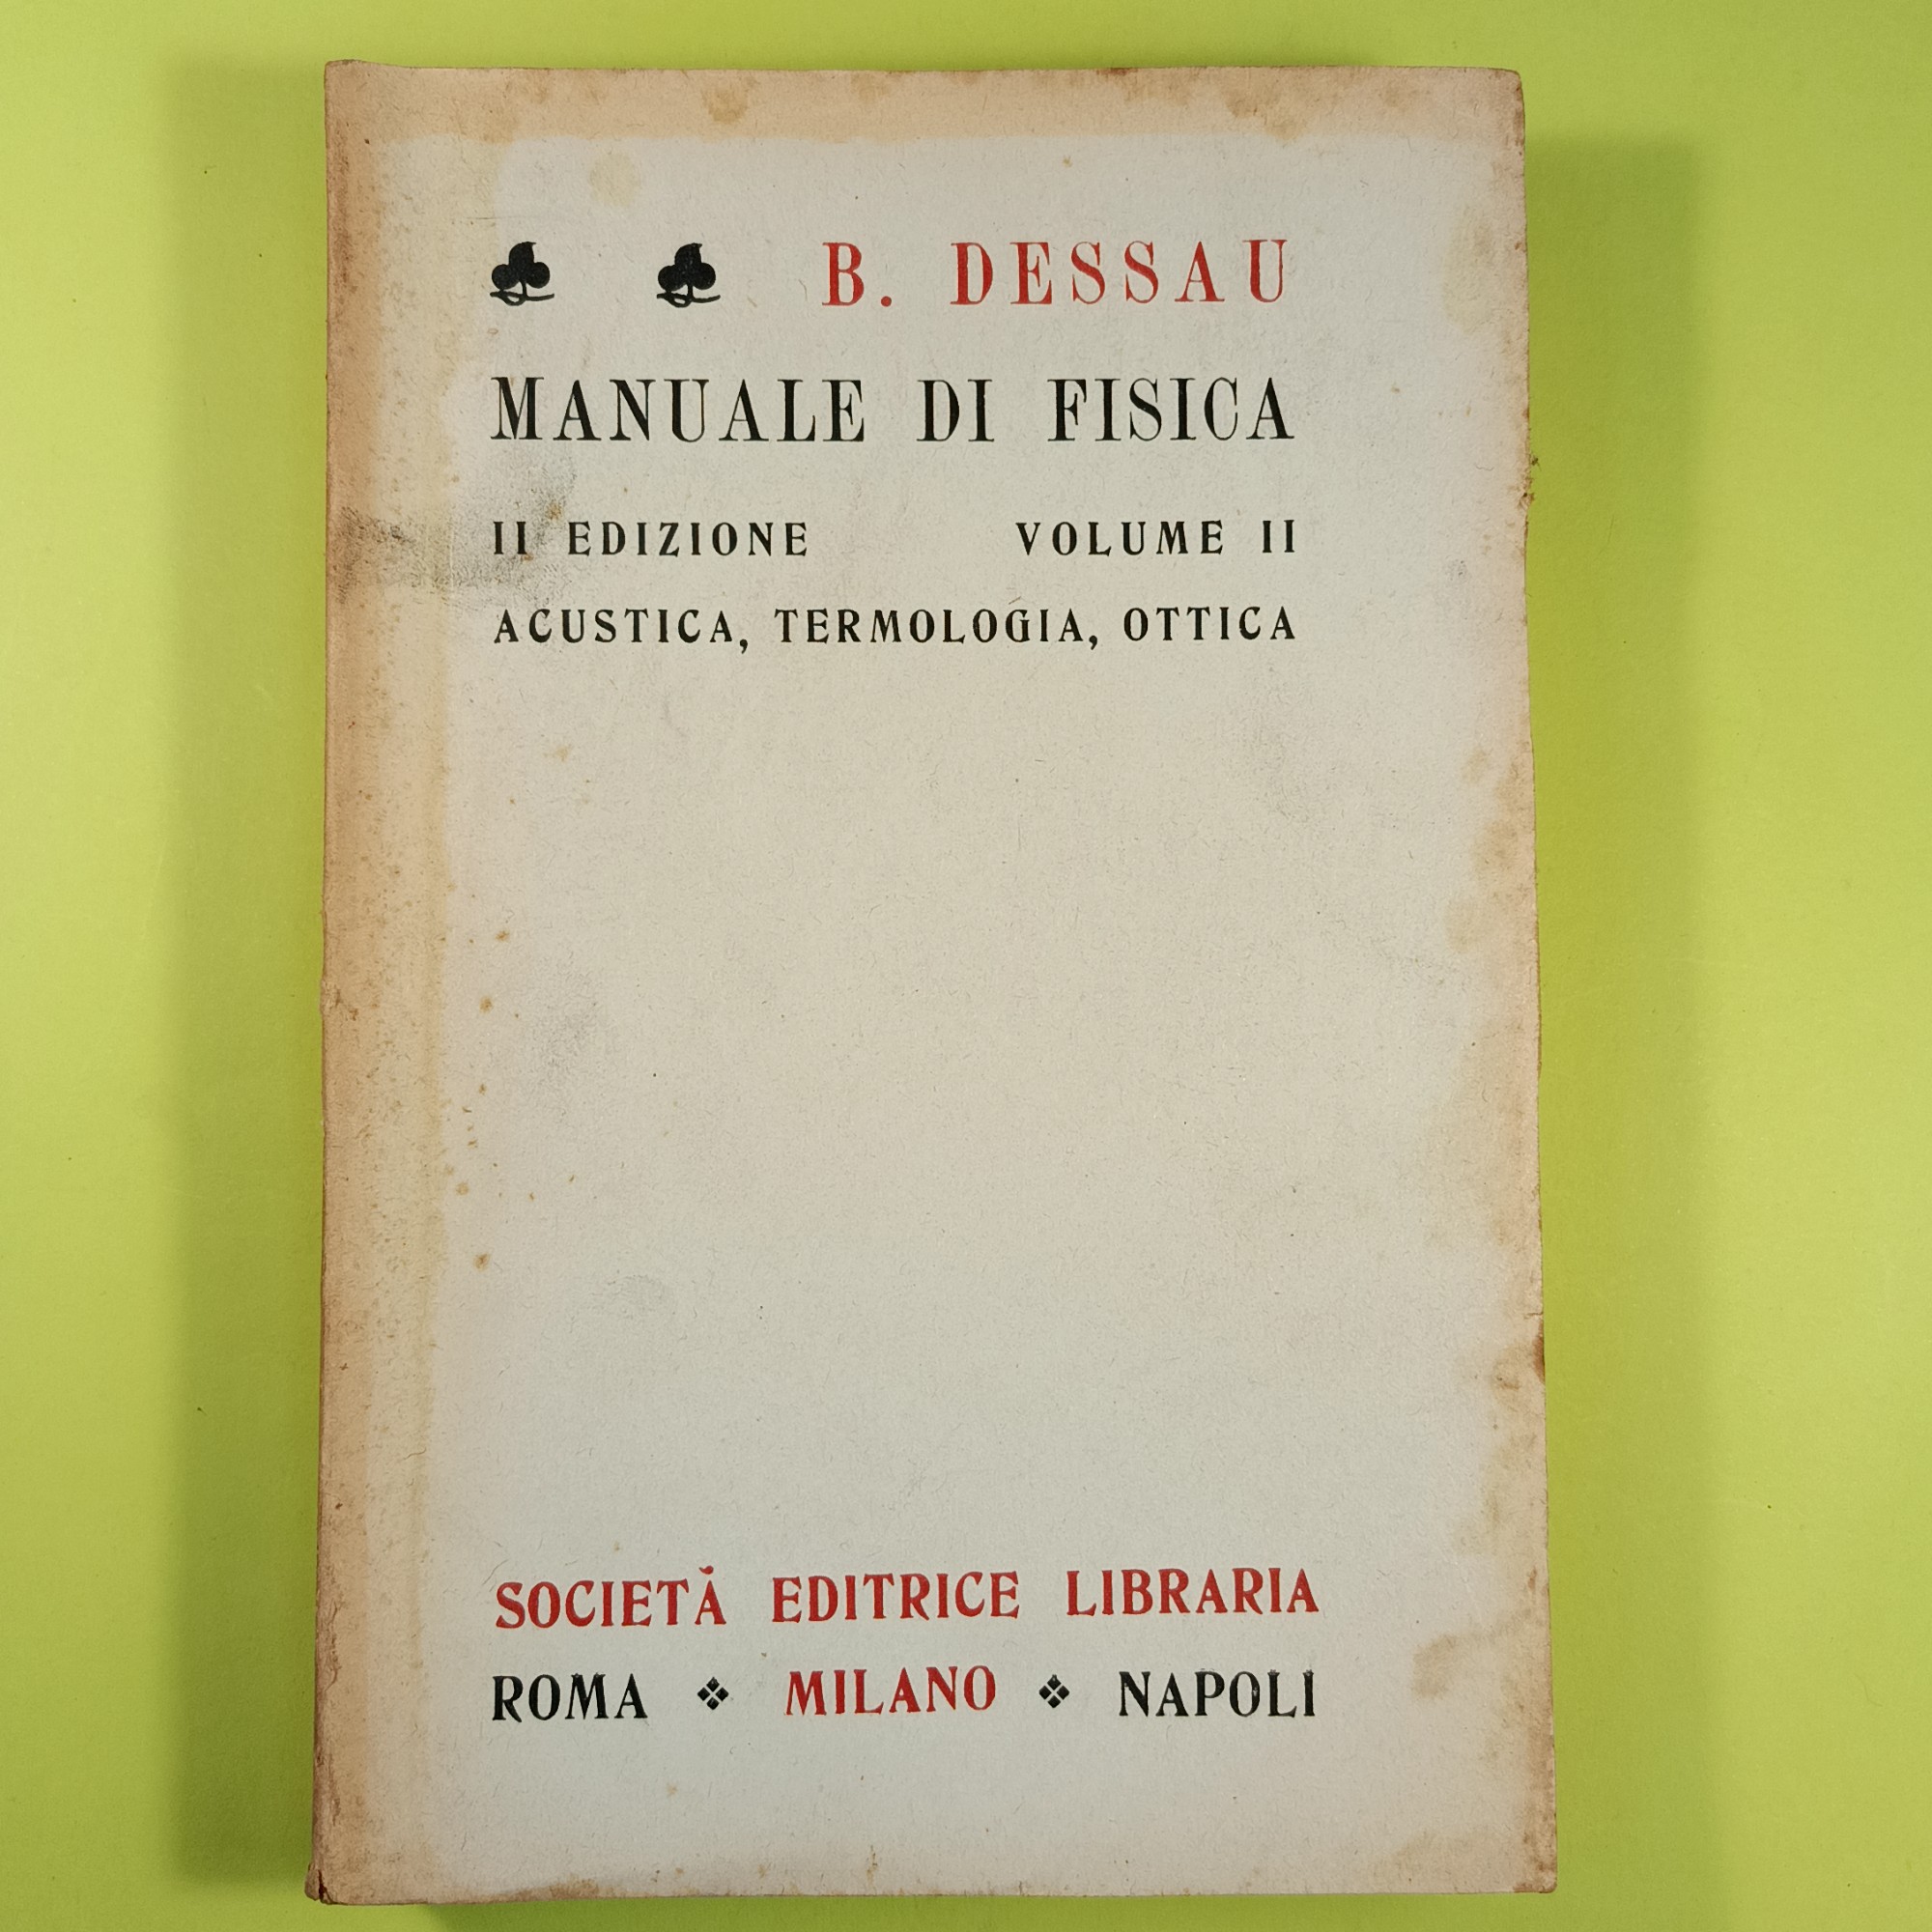 B. DESSAU
MANUALE DI FISICA
II EDIZIONE VOLUME II
ACUSTICA, TERMOLOGIA, OTTICA
SOCIETÀ EDITRICE LIBRARIA
ROMA ❖ MILANO ❖ NAPOLI